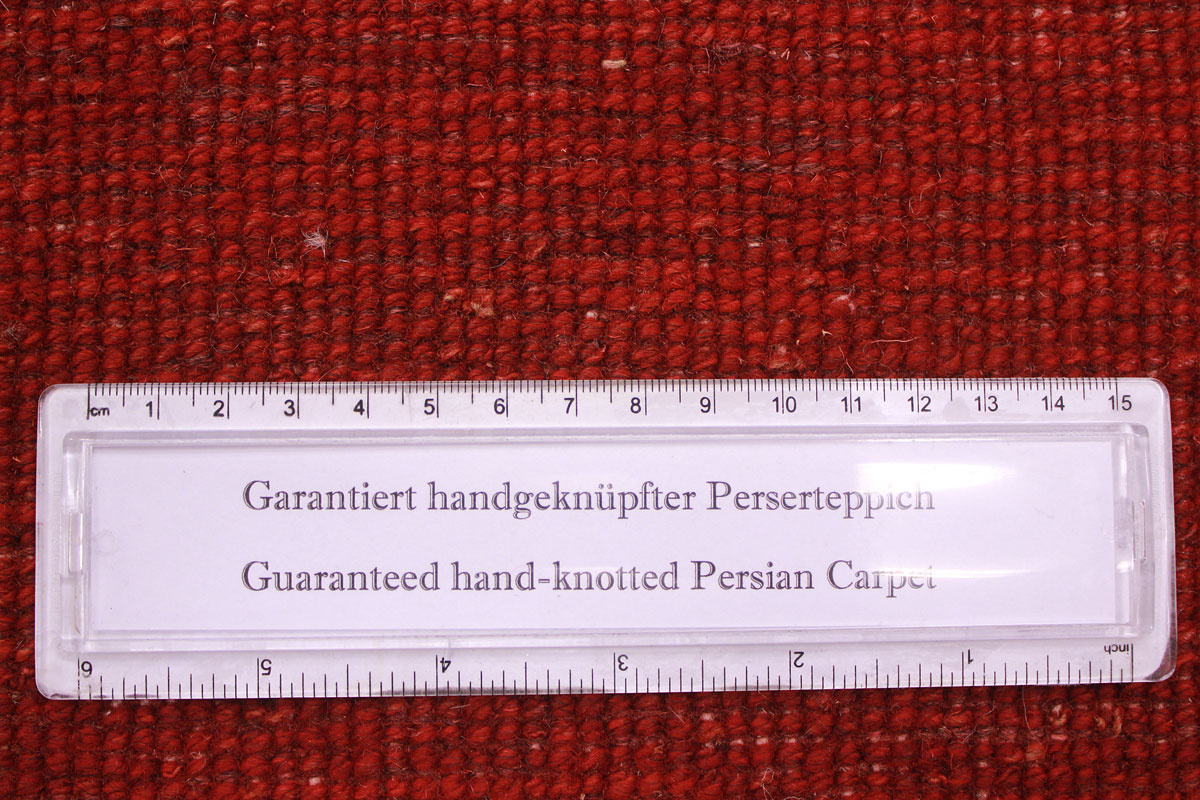 cm 1 2 3 4 5 6 7 8 9 10 11 12 13 14 15
Garantiert handgeknüpfter Perserteppich
Guaranteed hand-knotted Persian Carpet
6 5 4 3 2 1 inch